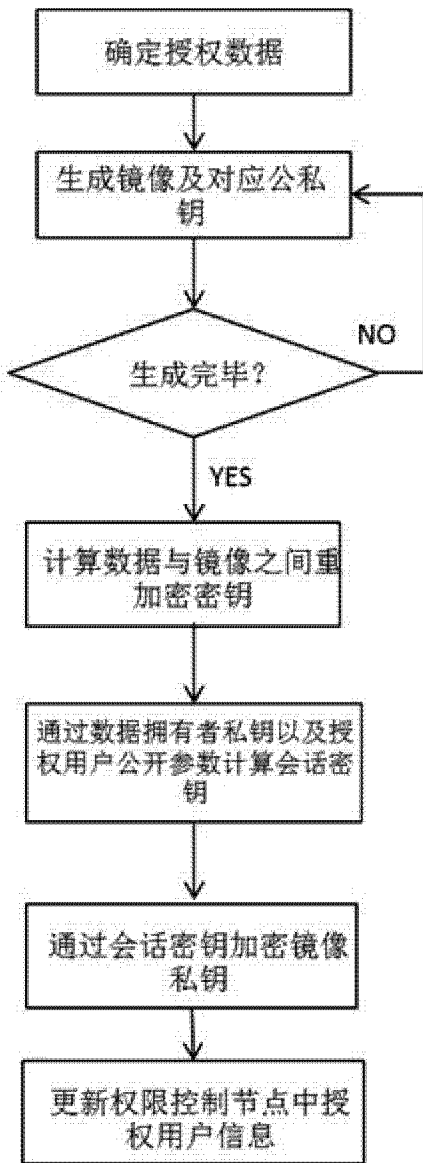 确定授权数据
生成镜像及对应公私
钥
生成完毕?
NO
YES
计算数据与镜像之间重
加密密钥
通过数据拥有者私钥以及授
权用户公开参数计算会话密
钥
通过会话密钥加密镜像
私钥
更新权限控制节点中授
权用户信息